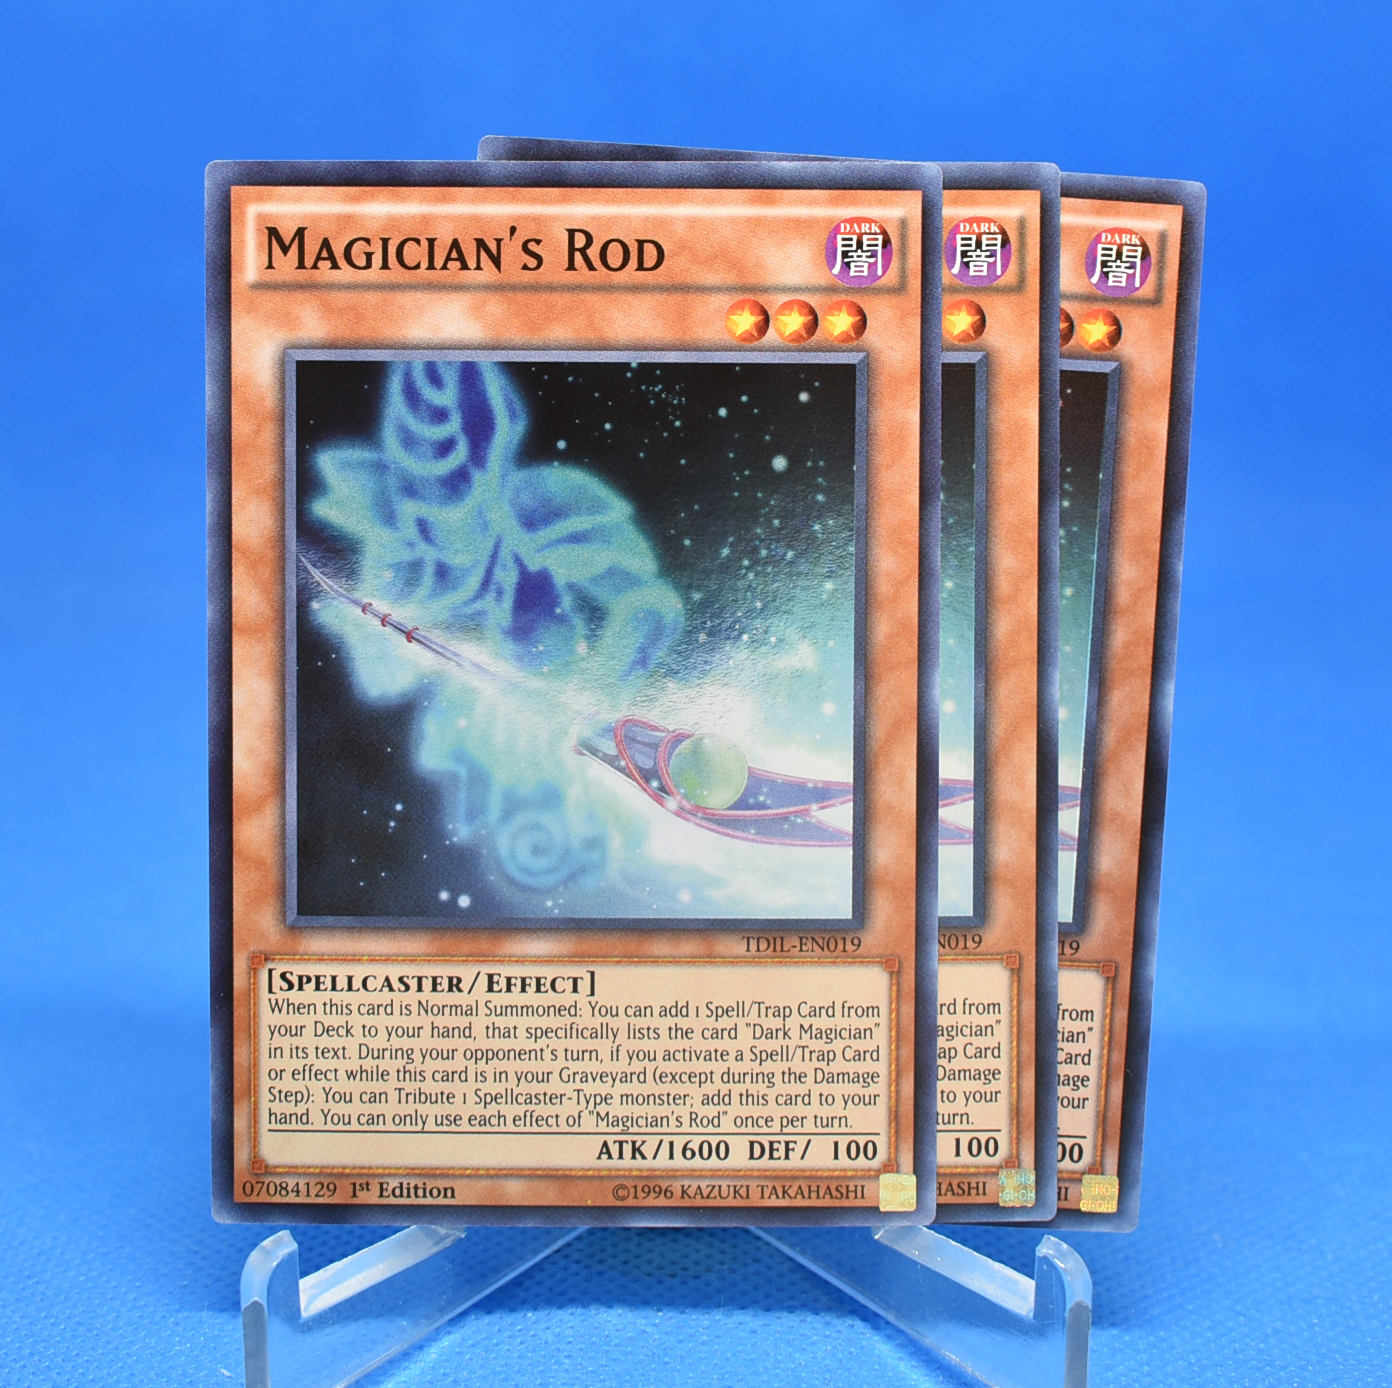 MAGICIAN'S ROD
DARK
闇
DARK
闇
DARK
闇
TDIL-EN019
N019
19
[SPELLCASTER/EFFECT]
When this card is Normal Summoned: You can add 1 Spell/Trap Card from
your Deck to your hand, that specifically lists the card "Dark Magician"
in its text. During your opponent's turn, if you activate a Spell/Trap Card
or effect while this card is in your Graveyard (except during the Damage
Step): You can Tribute 1 Spellcaster-Type monster; add this card to your
hand. You can only use each effect of "Magician's Rod" once per turn.
ATK/1600 DEF/ 100
07084129 1st Edition ©1996 KAZUKI TAKAHASHI
rd from
agician"
ap Card
Damage
to your
turn.
100
HASHI
from
cian"
Card
mage
your
.
00
HI